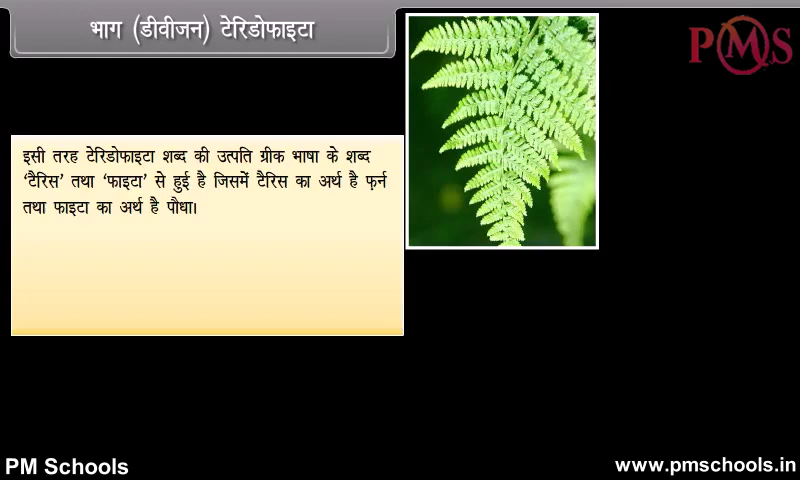 भाग (डीवीजन) टेरिडोफाइटा
PMS
इसी तरह टेरिडोफाइटा शब्द की उत्पति ग्रीक भाषा के शब्द
‘टैरिस’ तथा ‘फाइटा’ से हुई है जिसमें टैरिस का अर्थ है फ़र्न
तथा फाइटा का अर्थ है पौधा।
PM Schools
www.pmschools.in